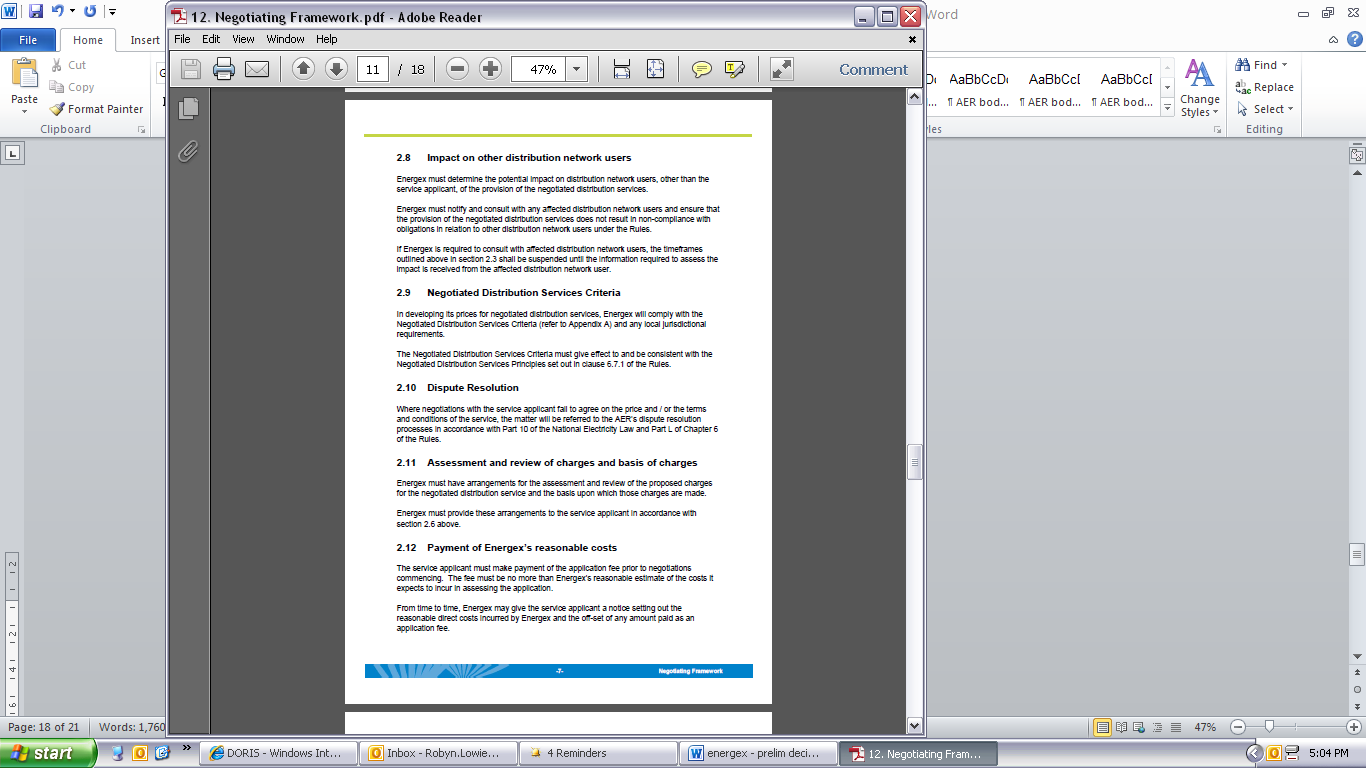 12. Negotiating Framework.pdf - Adobe Reader
Word
File
Home
Insert
File Edit View Window Help
Cut
Copy
Format Painter
Paste
Clipboard
11 / 18
47%
Comment
AaBbCcDc AaBbCc[ AaBbCc[
¶ AER bod... ¶ AER bod... ¶ AER bod...
Change Styles
Find
Replace
Select
Editing
2.8 Impact on other distribution network users
Energex must determine the potential impact on distribution network users, other than the
service applicant, of the provision of the negotiated distribution services.
Energex must notify and consult with any affected distribution network users and ensure that
the provision of the negotiated distribution services does not result in non-compliance with
obligations in relation to other distribution network users under the Rules.
If Energex is required to consult with affected distribution network users, the timeframes
outlined above in section 2.3 shall be suspended until the information required to assess the
impact is received from the affected distribution network user.
2.9 Negotiated Distribution Services Criteria
In developing its prices for negotiated distribution services, Energex will comply with the
Negotiated Distribution Services Criteria (refer to Appendix A) and any local jurisdictional
requirements.
The Negotiated Distribution Services Criteria must give effect to and be consistent with the
Negotiated Distribution Services Principles set out in clause 6.7.1 of the Rules.
2.10 Dispute Resolution
Where negotiations with the service applicant fail to agree on the price and / or the terms
and conditions of the service, the matter will be referred to the AER's dispute resolution
processes in accordance with Part 10 of the National Electricity Law and Part L of Chapter 6
of the Rules.
2.11 Assessment and review of charges and basis of charges
Energex must have arrangements for the assessment and review of the proposed charges
for the negotiated distribution service and the basis upon which those charges are made.
Energex must provide these arrangements to the service applicant in accordance with
section 2.6 above.
2.12 Payment of Energex's reasonable costs
The service applicant must make payment of the application fee prior to negotiations
commencing. The fee must be no more than Energex's reasonable estimate of the costs it
expects to incur in assessing the application.
From time to time, Energex may give the service applicant a notice setting out the
reasonable direct costs incurred by Energex and the off-set of any amount paid as an
application fee.
-7- Negotiating Framework
Page: 18 of 21 Words: 1,760
47%
start
DORIS - Windows Int...
Inbox - Robyn.Lowie...
4 Reminders
energex - prelim deci...
12. Negotiating Fram...
5:04 PM